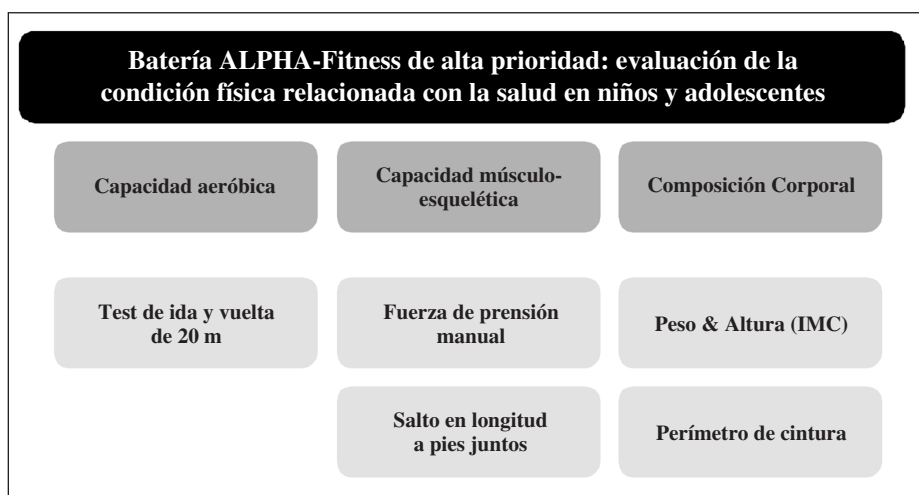 Batería ALPHA-Fitness de alta prioridad: evaluación de la
condición física relacionada con la salud en niños y adolescentes
Capacidad aeróbica
Capacidad músculo-
esquelética
Composición Corporal
Test de ida y vuelta
de 20 m
Fuerza de prensión
manual
Peso & Altura (IMC)
Salto en longitud
a pies juntos
Perímetro de cintura